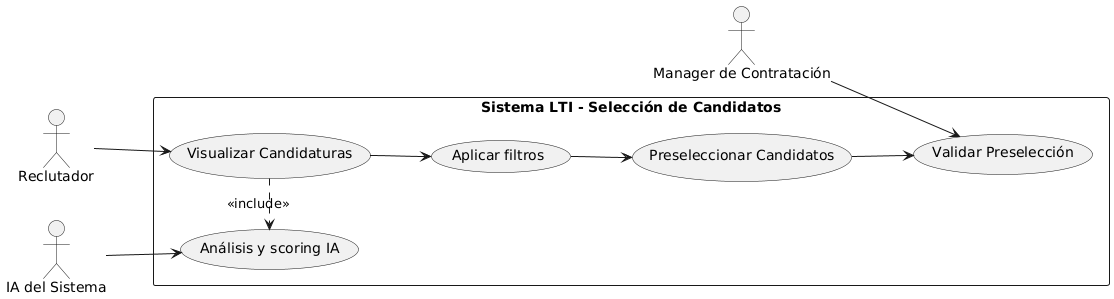 Manager de Contratación
Sistema LTI - Selección de Candidatos
Reclutador
Visualizar Candidaturas
Aplicar filtros
Preseleccionar Candidatos
Validar Preselección
«include»
IA del Sistema
Análisis y scoring IA